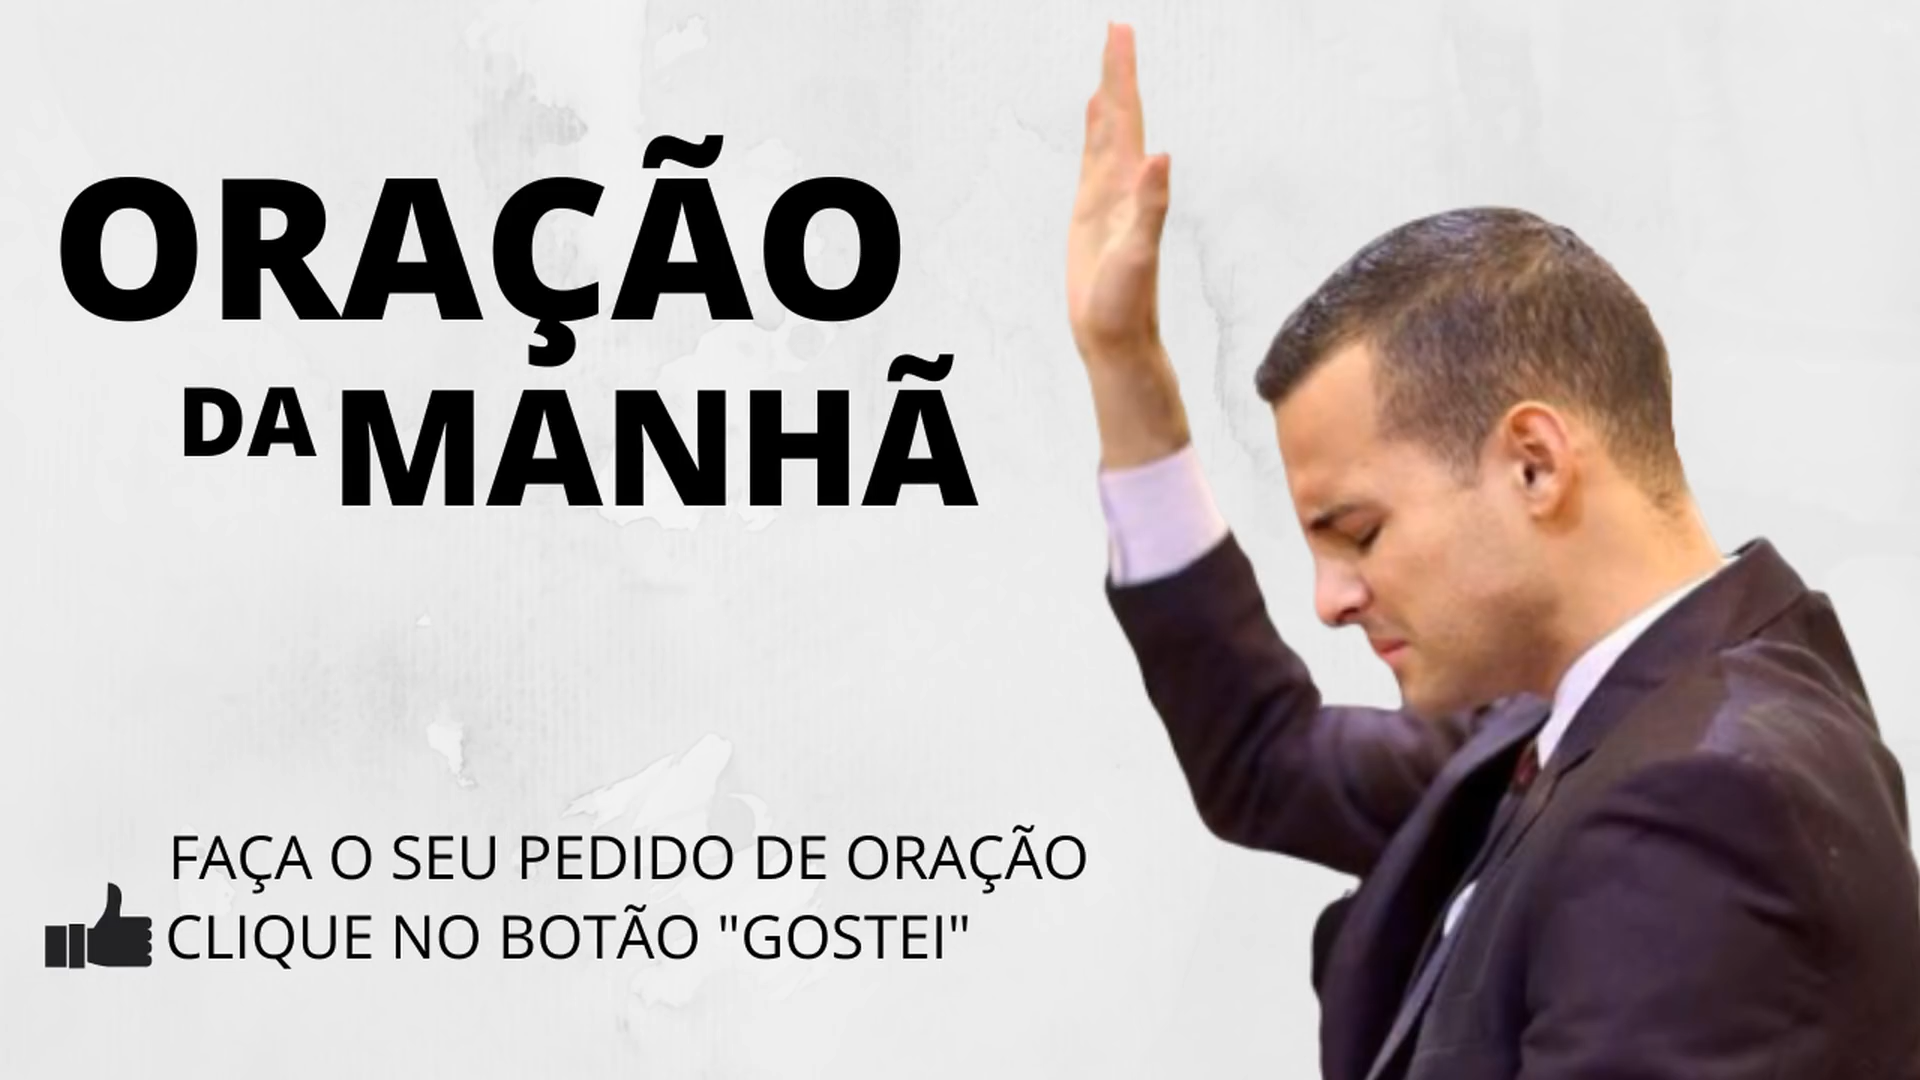 ORAÇÃO
DA MANHÃ
FAÇA O SEU PEDIDO DE ORAÇÃO
CLIQUE NO BOTÃO "GOSTEI"